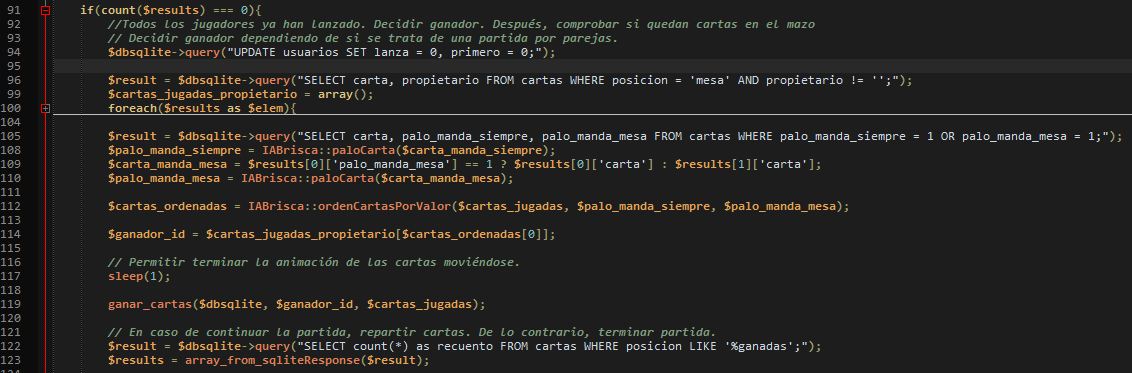 91 if(count($results) === 0){
92 //Todos los jugadores ya han lanzado. Decidir ganador. Después, comprobar si quedan cartas en el mazo
93 // Decidir ganador dependiendo de si se trata de una partida por parejas.
94 $dbsqlite->query("UPDATE usuarios SET lanza = 0, primero = 0;");
95
96 $result = $dbsqlite->query("SELECT carta, propietario FROM cartas WHERE posicion = 'mesa' AND propietario != '';");
99 $cartas_jugadas_propietario = array();
100 foreach($results as $elem){
104
105 $result = $dbsqlite->query("SELECT carta, palo_manda_siempre, palo_manda_mesa FROM cartas WHERE palo_manda_siempre = 1 OR palo_manda_mesa = 1;");
108 $palo_manda_siempre = IABrisca::paloCarta($carta_manda_siempre);
109 $carta_manda_mesa = $results[0]['palo_manda_mesa'] == 1 ? $results[0]['carta'] : $results[1]['carta'];
110 $palo_manda_mesa = IABrisca::paloCarta($carta_manda_mesa);
111
112 $cartas_ordenadas = IABrisca::ordenCartasPorValor($cartas_jugadas, $palo_manda_siempre, $palo_manda_mesa);
113
114 $ganador_id = $cartas_jugadas_propietario[$cartas_ordenadas[0]];
115
116 // Permitir terminar la animación de las cartas moviéndose.
117 sleep(1);
118
119 ganar_cartas($dbsqlite, $ganador_id, $cartas_jugadas);
120
121 // En caso de continuar la partida, repartir cartas. De lo contrario, terminar partida.
122 $result = $dbsqlite->query("SELECT count(*) as recuento FROM cartas WHERE posicion LIKE '%ganadas';");
123 $results = array_from_sqliteResponse($result);